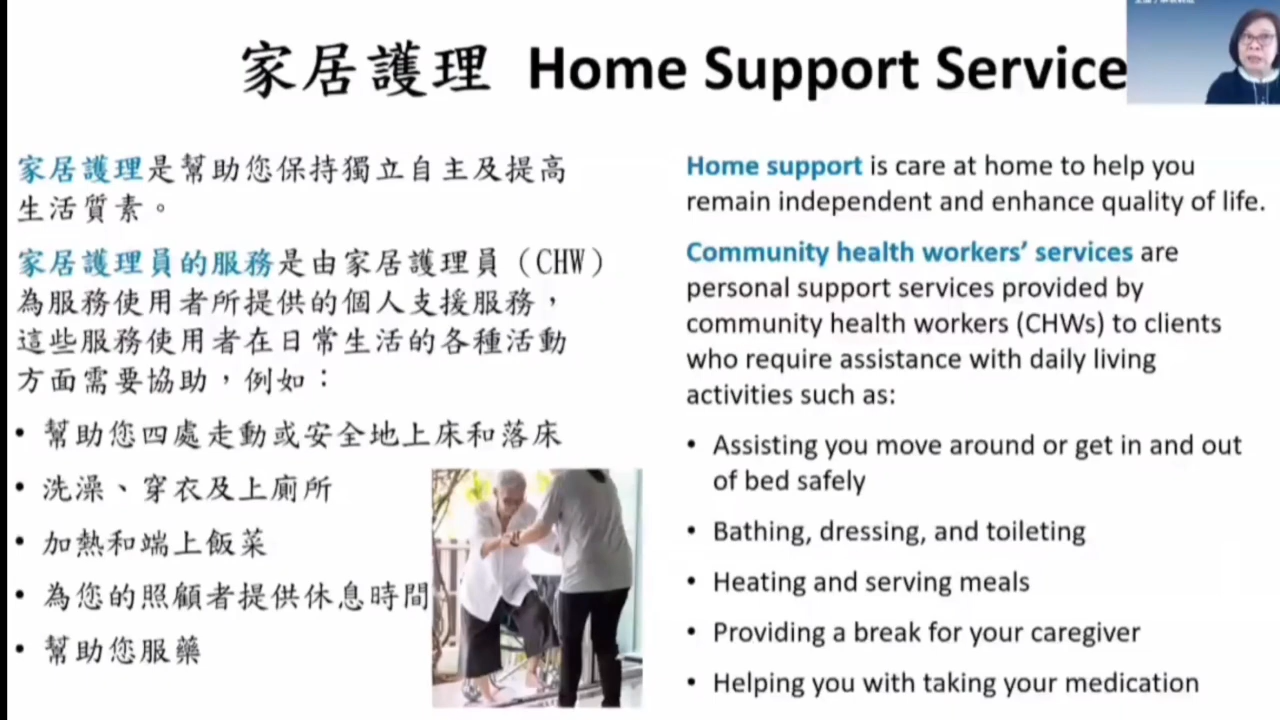 家居護理 Home Support Service
家居護理是幫助您保持獨立自主及提高
生活質素。
家居護理員的服務是由家居護理員（CHW）
為服務使用者所提供的個人支援服務，
這些服務使用者在日常生活的各種活動
方面需要協助，例如：
• 幫助您四處走動或安全地上床和落床
• 洗澡、穿衣及上廁所
• 加熱和端上飯菜
• 為您的照顧者提供休息時間
• 幫助您服藥
Home support is care at home to help you
remain independent and enhance quality of life.
Community health workers’ services are
personal support services provided by
community health workers (CHWs) to clients
who require assistance with daily living
activities such as:
• Assisting you move around or get in and out
of bed safely
• Bathing, dressing, and toileting
• Heating and serving meals
• Providing a break for your caregiver
• Helping you with taking your medication